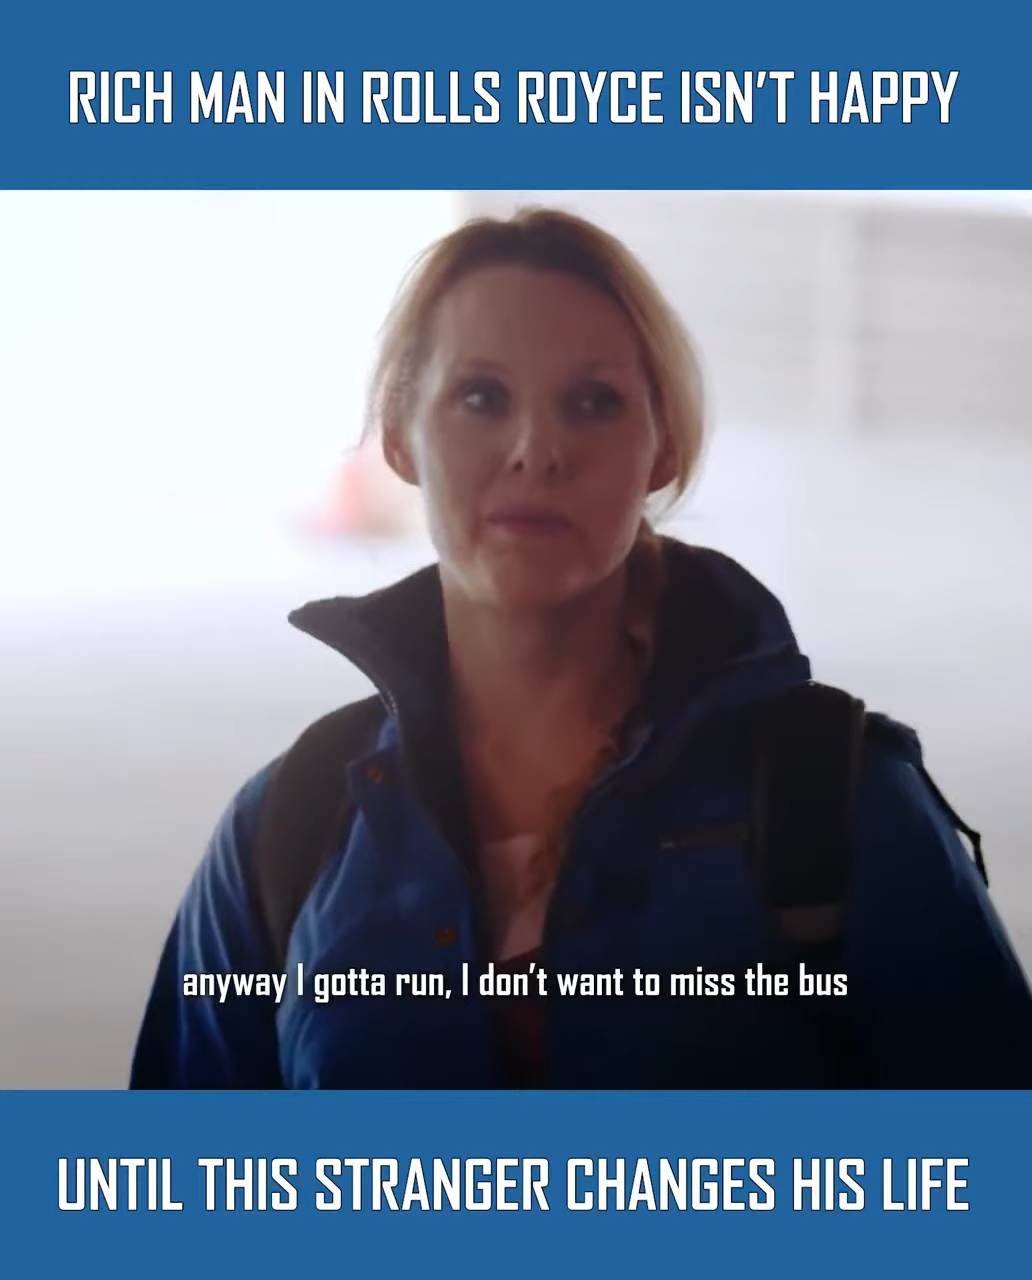 RICH MAN IN ROLLS ROYCE ISN'T HAPPY
anyway I gotta run, I don't want to miss the bus
UNTIL THIS STRANGER CHANGES HIS LIFE